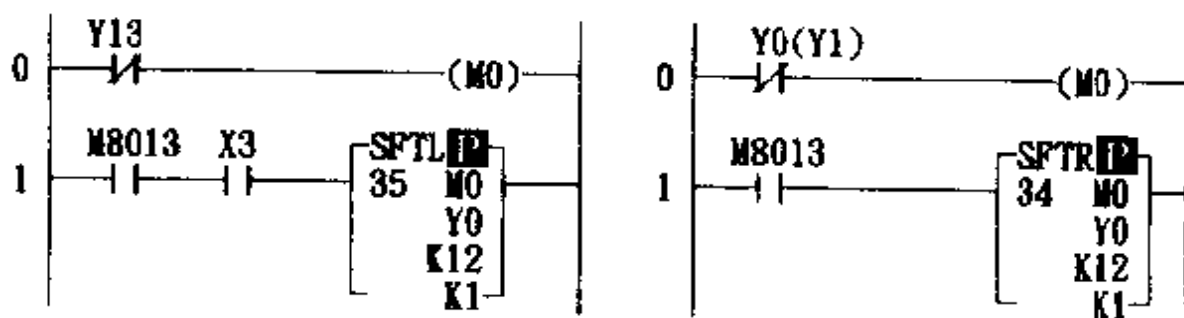 Y13
0
(M0)
M8013 X3
SFTL P
1
35 M0
Y0
K12
K1
Y0(Y1)
0
(M0)
M8013
SFTR P
1
34 M0
Y0
K12
K1